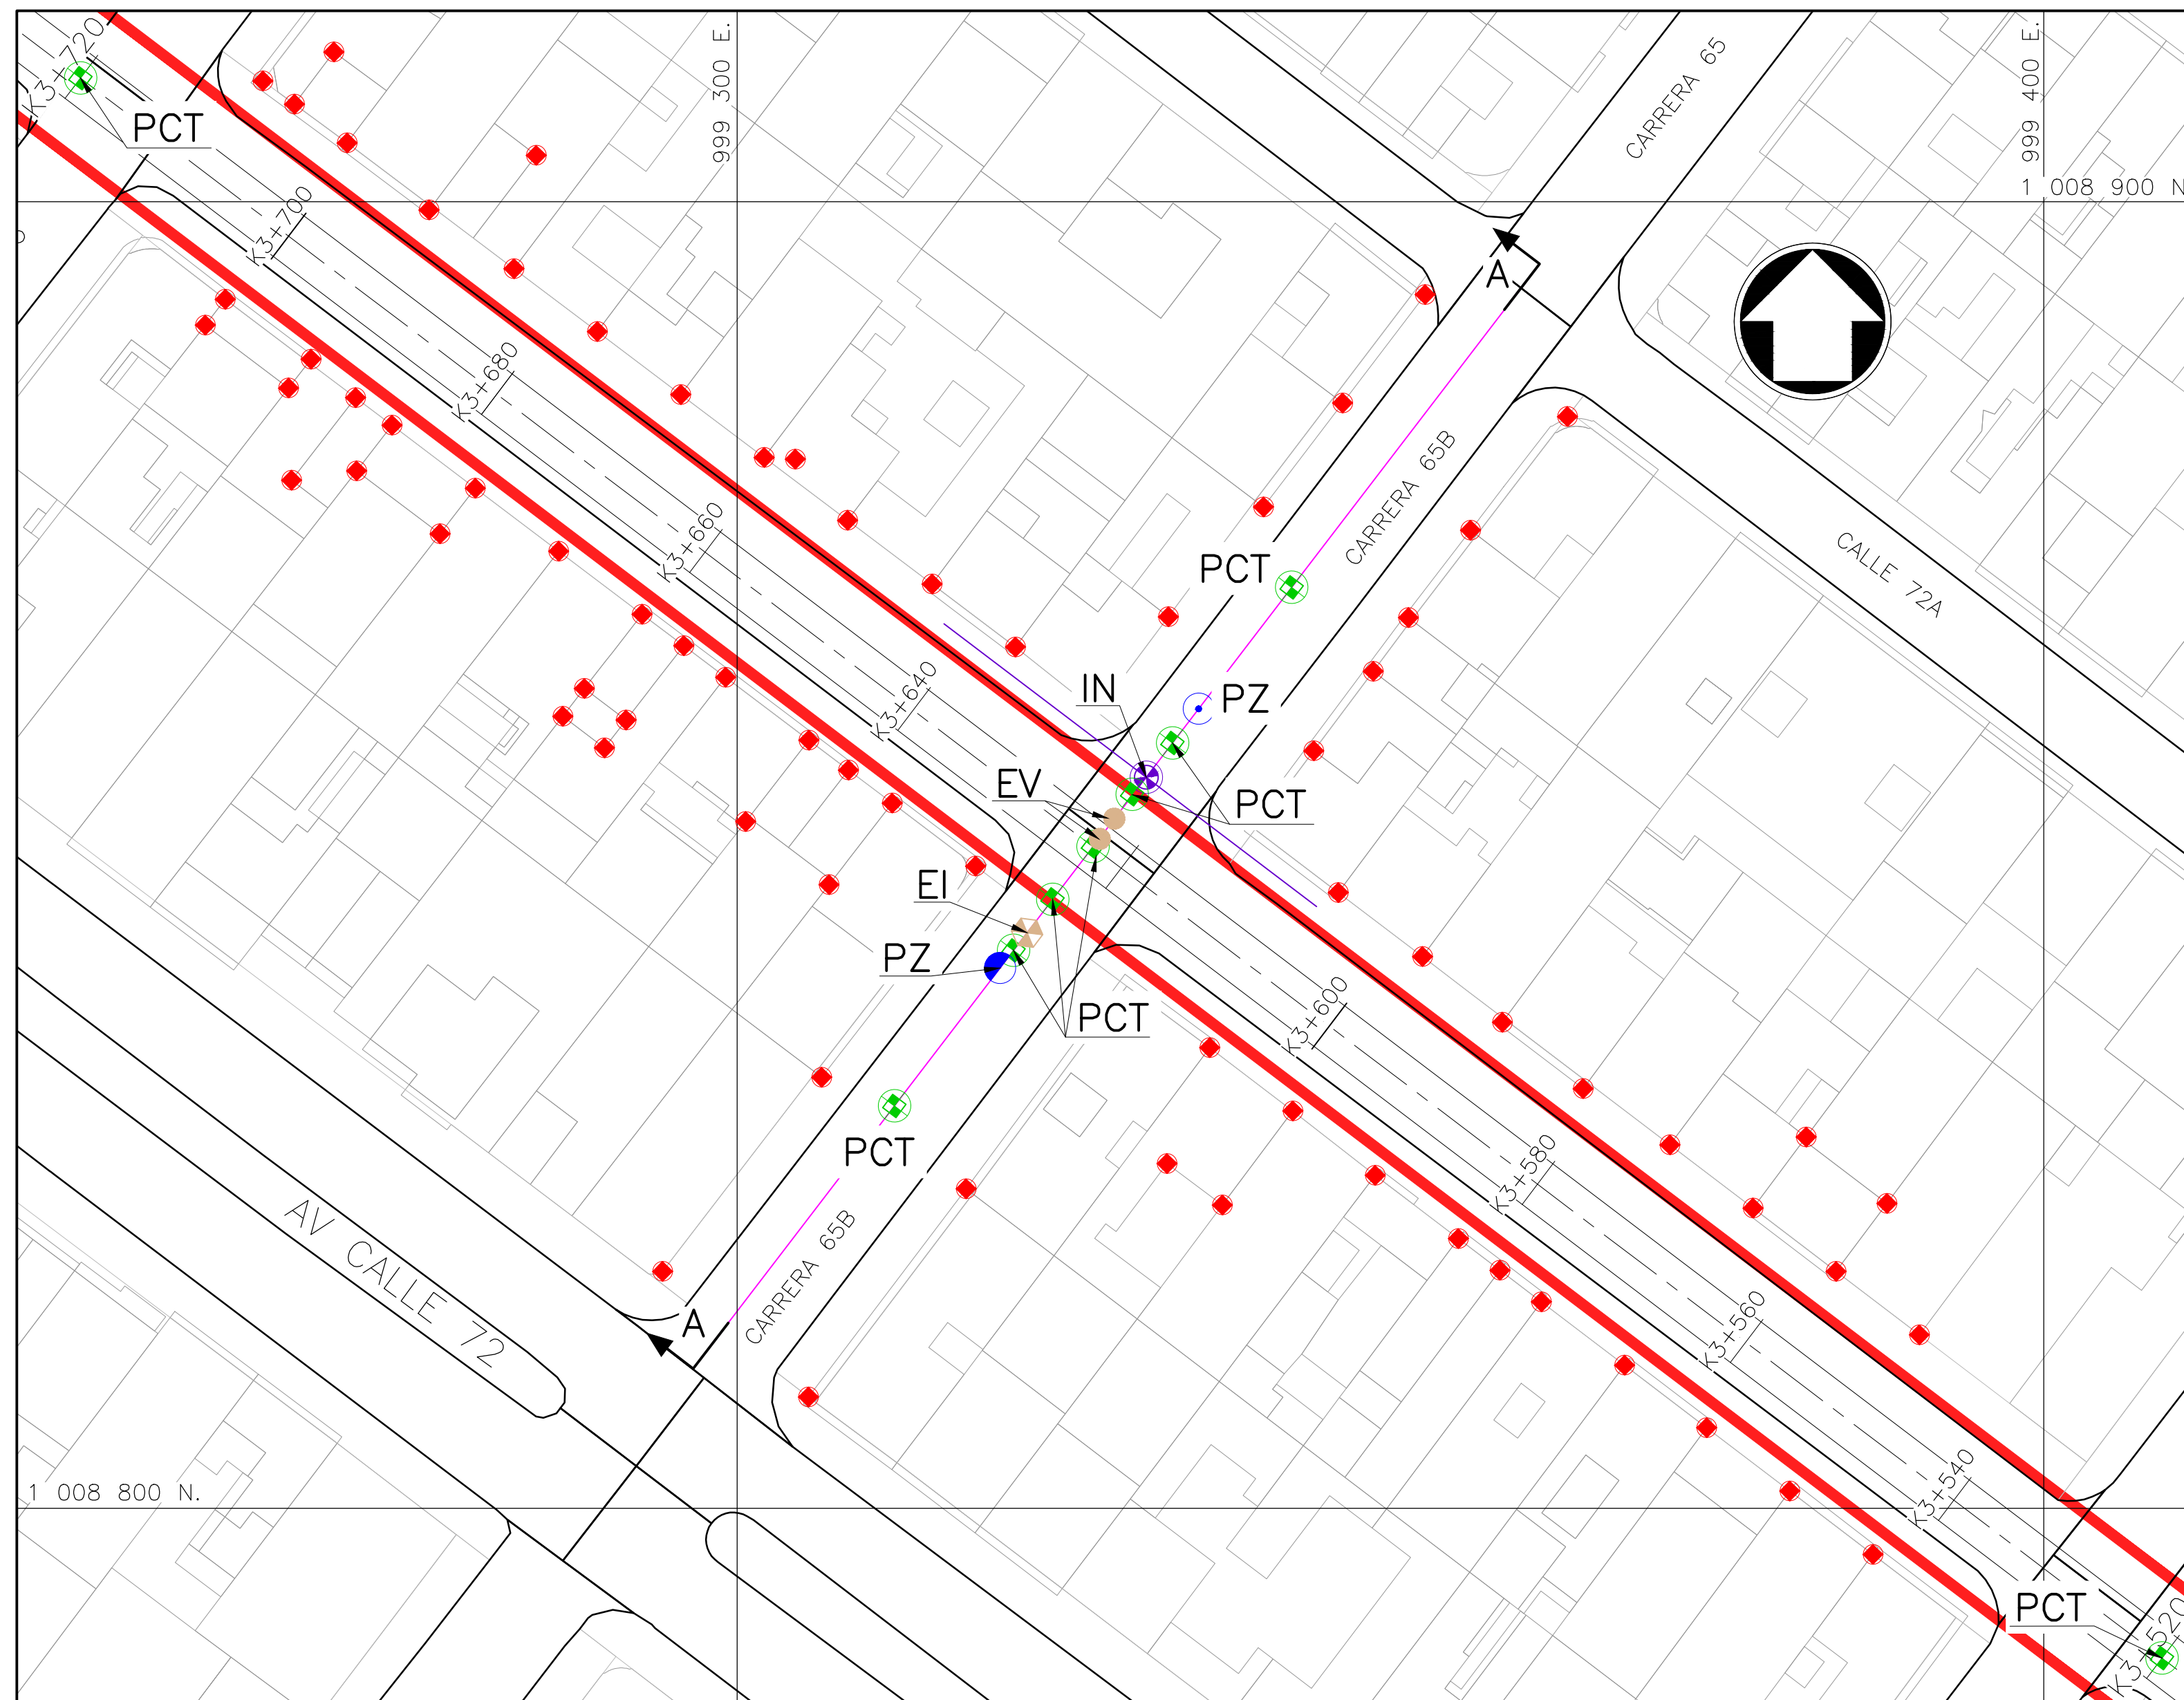 K3+720
PCT
999 300 E.
CARRERA 65
999 400 E.
1 008 900 N
K3+700
A
K3+680
CARRERA 65B
K3+660
PCT
CALLE 72A
IN
PZ
K3+640
EV
PCT
EI
PZ
PCT
K3+600
PCT
K3+580
AV CALLE 72
CARRERA 65B
A
K3+560
K3+540
1 008 800 N.
PCT
K3+520